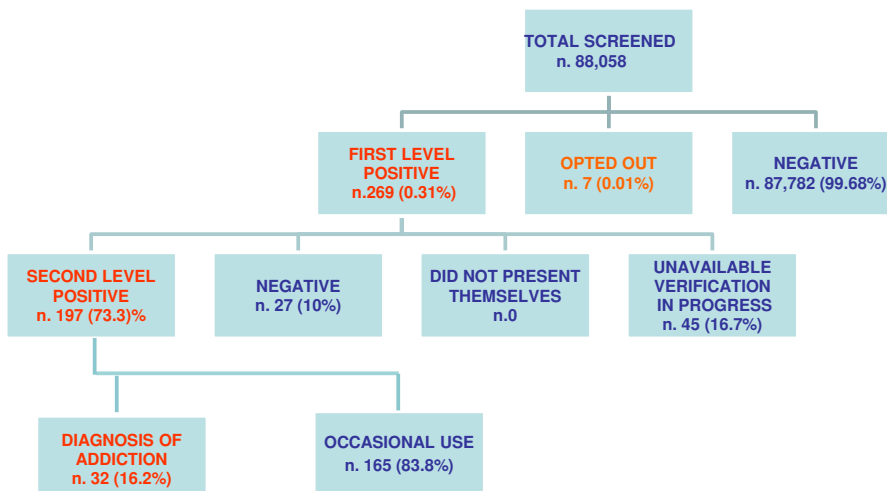 TOTAL SCREENED
n. 88,058
FIRST LEVEL
POSITIVE
n.269 (0.31%)
OPTED OUT
n. 7 (0.01%)
NEGATIVE
n. 87,782 (99.68%)
SECOND LEVEL
POSITIVE
n. 197 (73.3)%
NEGATIVE
n. 27 (10%)
DID NOT PRESENT
THEMSELVES
n.0
UNAVAILABLE
VERIFICATION
IN PROGRESS
n. 45 (16.7%)
DIAGNOSIS OF
ADDICTION
n. 32 (16.2%)
OCCASIONAL USE
n. 165 (83.8%)